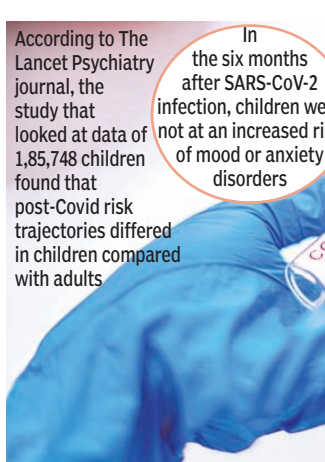 According to The
Lancet Psychiatry
journal, the
study that
looked at data of
1,85,748 children
found that
post-Covid risk
trajectories differed
in children compared
with adults
In
the six months
after SARS-CoV-2
infection, children
not at an increased
of mood or anxiety
disorders